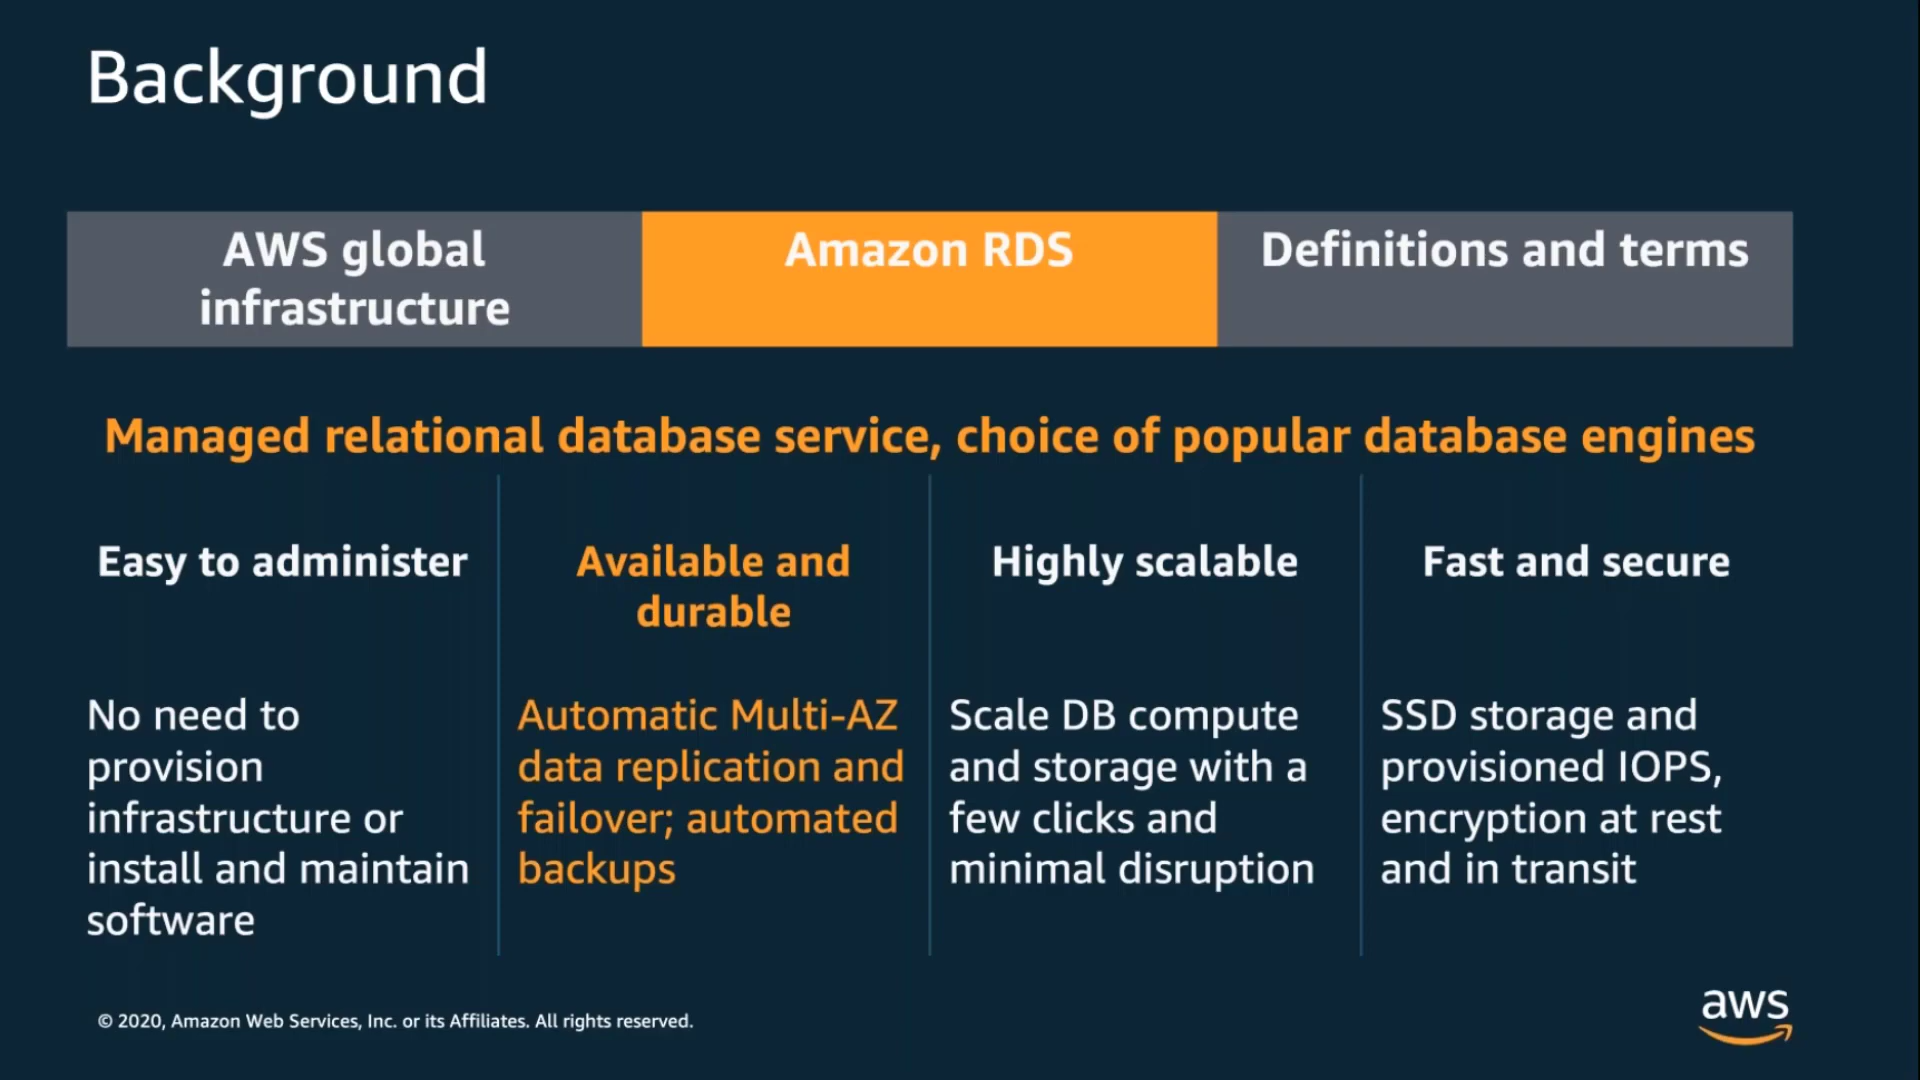 Background
AWS global
infrastructure
Amazon RDS
Definitions and terms
Managed relational database service, choice of popular database engines
Easy to administer
No need to
provision
infrastructure or
install and maintain
software
Available and
durable
Automatic Multi-AZ
data replication and
failover; automated
backups
Highly scalable
Scale DB compute
and storage with a
few clicks and
minimal disruption
Fast and secure
SSD storage and
provisioned IOPS,
encryption at rest
and in transit
© 2020, Amazon Web Services, Inc. or its Affiliates. All rights reserved.
aws